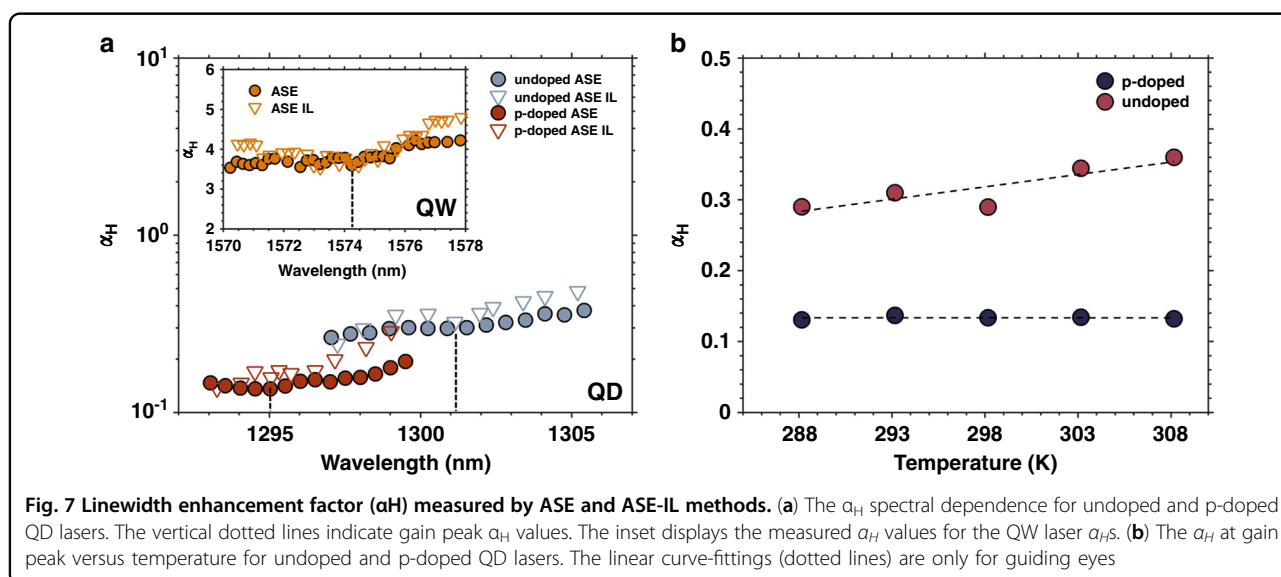 a
10¹
10⁰
10⁻¹
αH
1295
1300
1305
Wavelength (nm)
QD
undoped ASE
undoped ASE IL
p-doped ASE
p-doped ASE IL
6
5
4
3
2
αH
ASE
ASE IL
QW
1570
1572
1574
1576
1578
Wavelength (nm)
b
0.5
0.4
0.3
0.2
0.1
0
αH
p-doped
undoped
288
293
298
303
308
Temperature (K)
Fig. 7 Linewidth enhancement factor (αH) measured by ASE and ASE-IL methods. (a) The αH spectral dependence for undoped and p-doped
QD lasers. The vertical dotted lines indicate gain peak αH values. The inset displays the measured αH values for the QW laser αHs. (b) The αH at gain
peak versus temperature for undoped and p-doped QD lasers. The linear curve-fittings (dotted lines) are only for guiding eyes